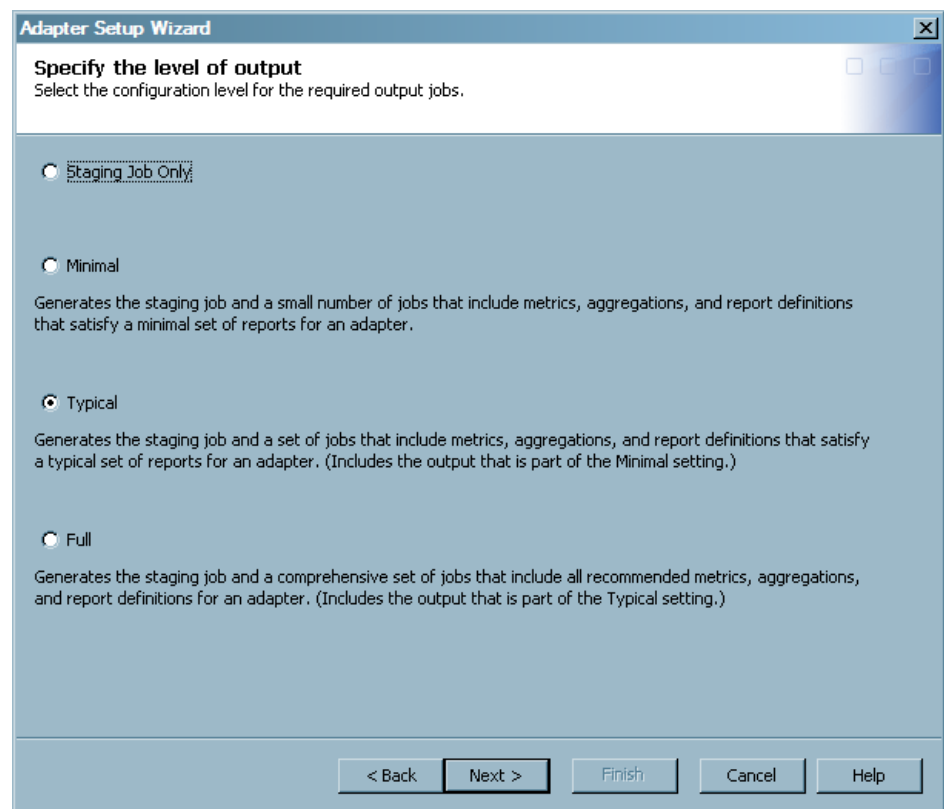 Adapter Setup Wizard
Specify the level of output
Select the configuration level for the required output jobs.
Staging Job Only
Minimal
Generates the staging job and a small number of jobs that include metrics, aggregations, and report definitions
that satisfy a minimal set of reports for an adapter.
Typical
Generates the staging job and a set of jobs that include metrics, aggregations, and report definitions that satisfy
a typical set of reports for an adapter. (Includes the output that is part of the Minimal setting.)
Full
Generates the staging job and a comprehensive set of jobs that include all recommended metrics, aggregations,
and report definitions for an adapter. (Includes the output that is part of the Typical setting.)
< Back Next > Finish Cancel Help